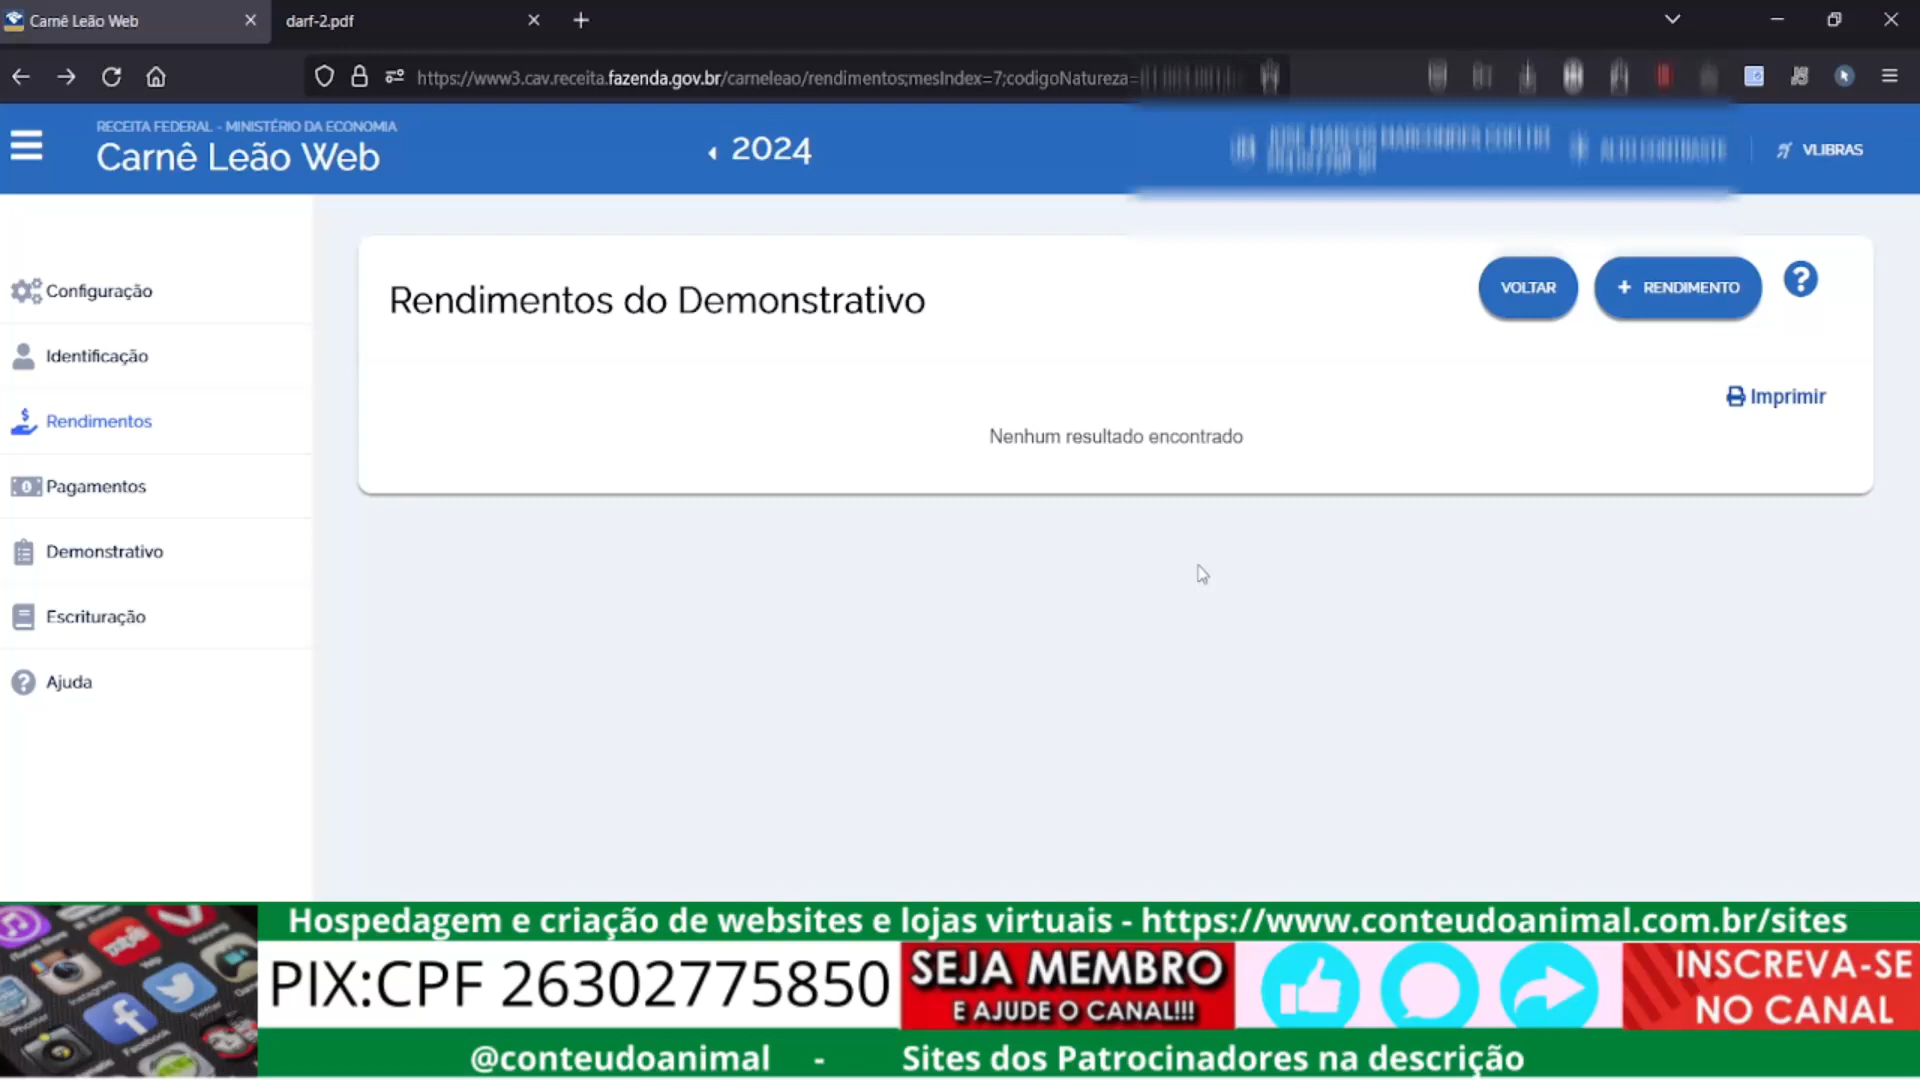 Carnê Leão Web
darf-2.pdf
https://www3.cav.receita.fazenda.gov.br/carneleao/rendimentos;mesIndex=7;codigoNatureza=
RECEITA FEDERAL - MINISTÉRIO DA ECONOMIA
Carnê Leão Web
2024
VLIBRAS
Configuração
Identificação
Rendimentos
Pagamentos
Demonstrativo
Escrituração
Ajuda
Rendimentos do Demonstrativo
VOLTAR
+ RENDIMENTO
Imprimir
Nenhum resultado encontrado
Hospedagem e criação de websites e lojas virtuais - https://www.conteudoanimal.com.br/sites
PIX:CPF 26302775850
SEJA MEMBRO
E AJUDE O CANAL!!!
INSCREVA-SE
NO CANAL
@conteudoanimal - Sites dos Patrocinadores na descrição